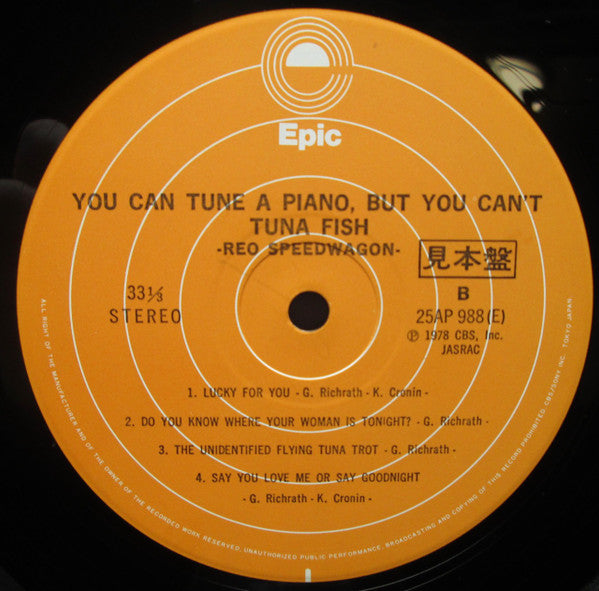 Epic
YOU CAN TUNE A PIANO, BUT YOU CAN'T
TUNA FISH
-REO SPEEDWAGON-
見本盤
33⅓
STEREO
B
25AP 988(E)
Ⓟ 1978 CBS, Inc.
JASRAC
1. LUCKY FOR YOU - G. Richrath - K. Cronin -
2. DO YOU KNOW WHERE YOUR WOMAN IS TONIGHT? - G. Richrath
3. THE UNIDENTIFIED FLYING TUNA TROT - G. Richrath -
4. SAY YOU LOVE ME OR SAY GOODNIGHT
- G. Richrath - K. Cronin -
ALL RIGHT OF THE MANUFACTURER AND OF THE OWNER OF THE RECORDED WORK RESERVED. UNAUTHORIZED PUBLIC PERFORMANCE. BROADCASTING AND COPYING OF THIS RECORD PROHIBITED. CBS/SONY INC. TOKYO JAPAN.